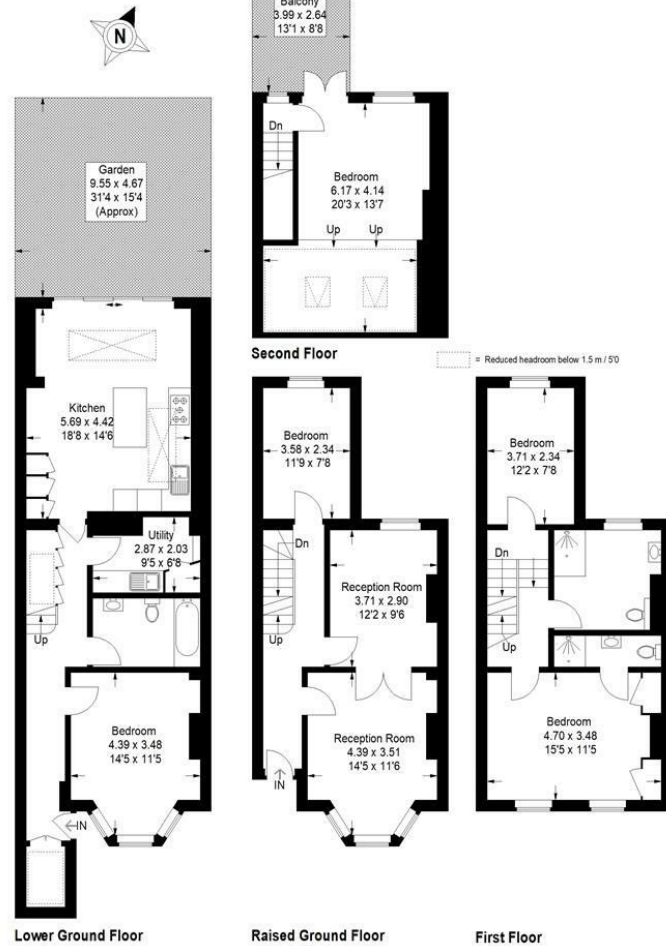 N
Balcony
3.99 x 2.64
13'1 x 8'8
Garden
9.55 x 4.67
31'4 x 15'4
(Approx)
Dn
Bedroom
6.17 x 4.14
20'3 x 13'7
Up Up
Second Floor
= Reduced headroom below 1.5 m / 5'0
Kitchen
5.69 x 4.42
18'8 x 14'6
Utility
2.87 x 2.03
9'5 x 6'8
Up
Bedroom
4.39 x 3.48
14'5 x 11'5
IN
Lower Ground Floor
Bedroom
3.58 x 2.34
11'9 x 7'8
Dn
Reception Room
3.71 x 2.90
12'2 x 9'6
Up
Reception Room
4.39 x 3.51
14'5 x 11'6
IN
Raised Ground Floor
Bedroom
3.71 x 2.34
12'2 x 7'8
Dn
Up
Bedroom
4.70 x 3.48
15'5 x 11'5
First Floor